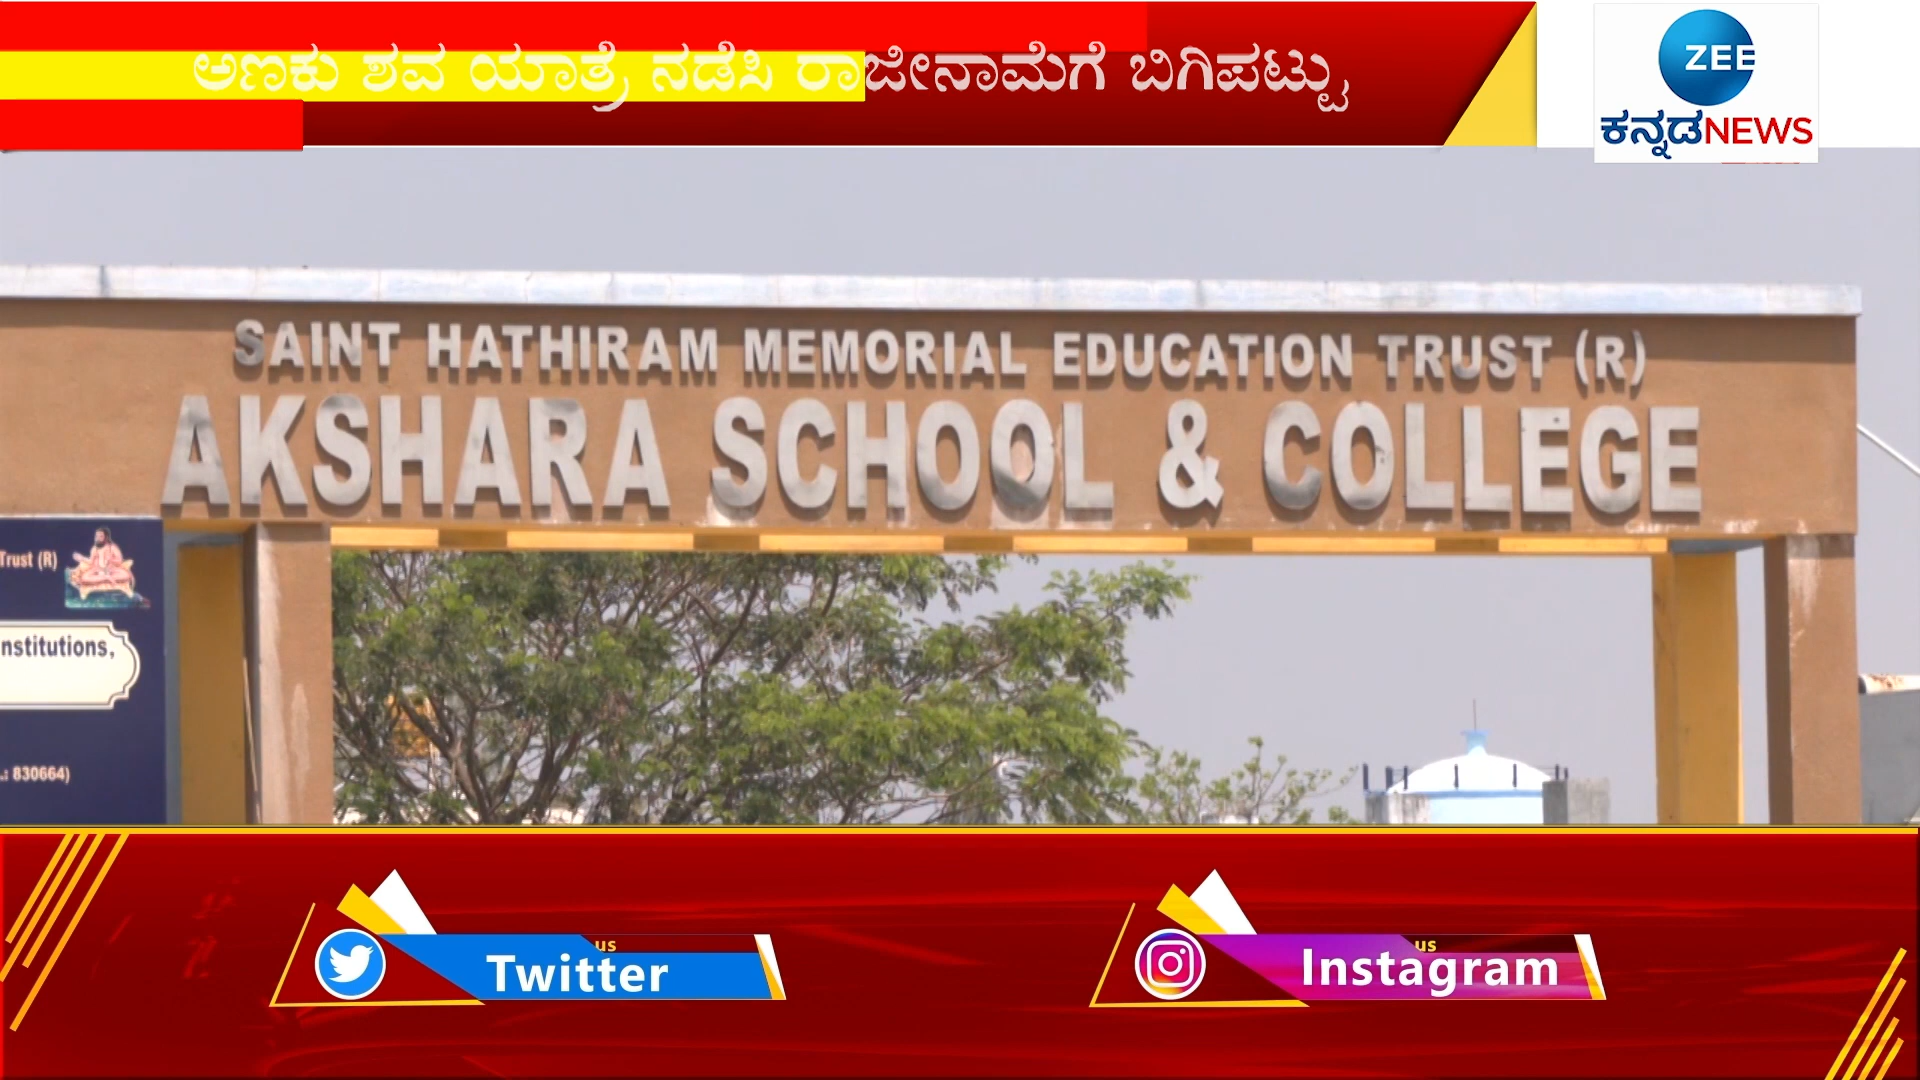 ಅಣಕು ಶವ ಯಾತ್ರೆ ನಡೆಸಿ ರಾಜೀನಾಮೆಗೆ ಬಿಗಿಪಟ್ಟು
ZEE
ಕನ್ನಡNEWS
SAINT HATHIRAM MEMORIAL EDUCATION TRUST (R)
AKSHARA SCHOOL & COLLEGE
Trust (R)
nstitutions,
.: 830664)
us
Twitter
us
Instagram